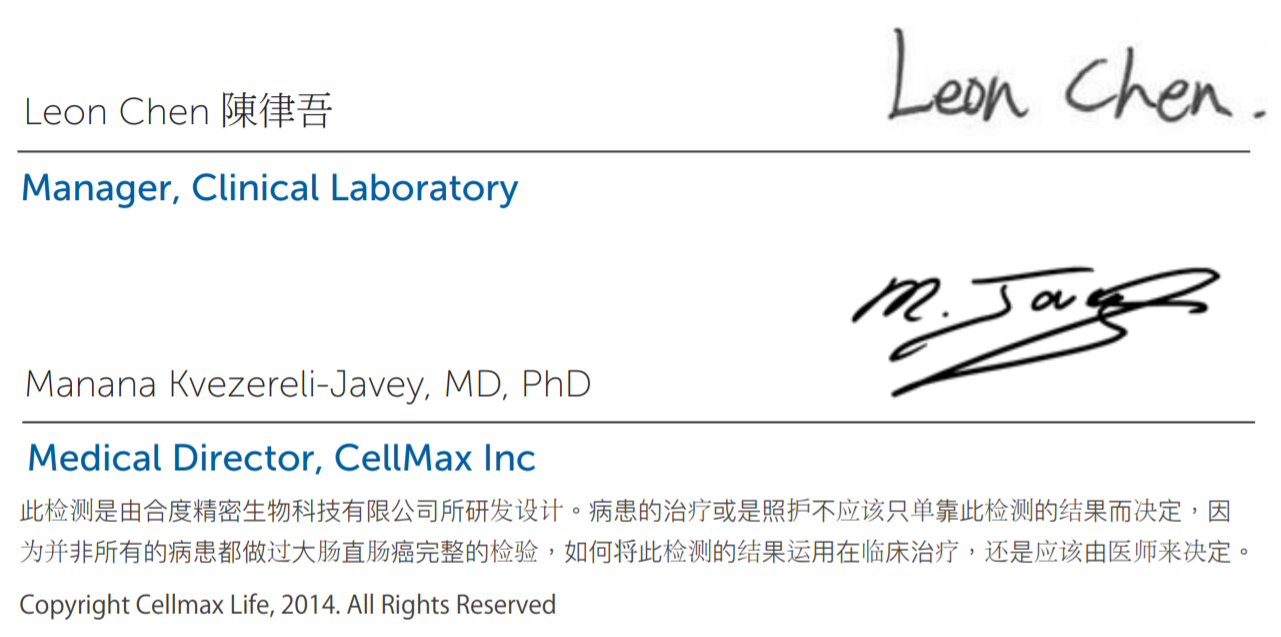 Leon Chen 陳律吾
Leon Chen.
Manager, Clinical Laboratory
M. Javey
Manana Kvezereli-Javey, MD, PhD
Medical Director, CellMax Inc
此检测是由合度精密生物科技有限公司所研发设计。病患的治疗或是照护不应该只单靠此检测的结果而决定，因
为并非所有的病患都做过大肠直肠癌完整的检验，如何将此检测的结果运用在临床治疗，还是应该由医师来决定。
Copyright Cellmax Life, 2014. All Rights Reserved